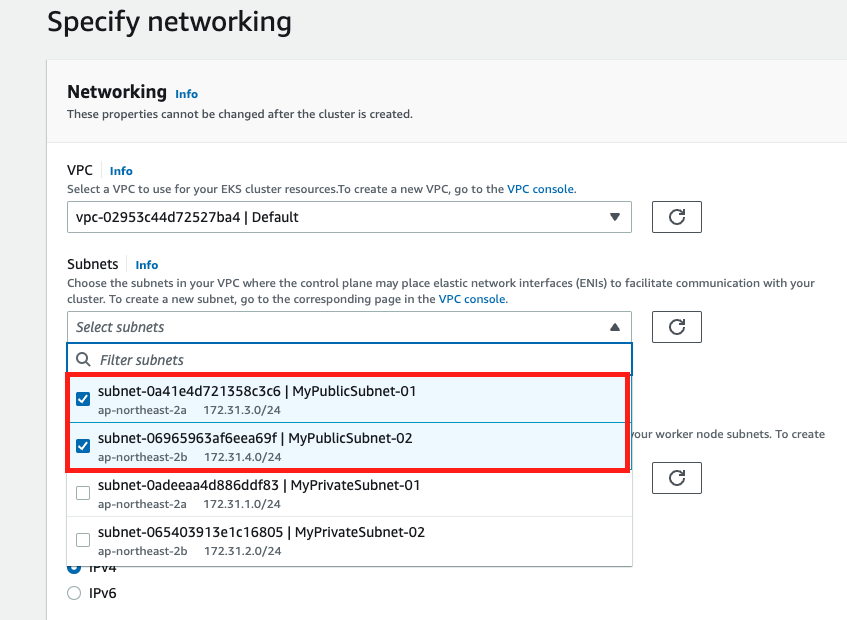 Specify networking
Networking Info
These properties cannot be changed after the cluster is created.
VPC Info
Select a VPC to use for your EKS cluster resources.To create a new VPC, go to the VPC console.
vpc-02953c44d72527ba4 | Default
Subnets Info
Choose the subnets in your VPC where the control plane may place elastic network interfaces (ENIs) to facilitate communication with your
cluster. To create a new subnet, go to the corresponding page in the VPC console.
Select subnets
Filter subnets
subnet-0a41e4d721358c3c6 | MyPublicSubnet-01
ap-northeast-2a 172.31.3.0/24
subnet-06965963af6eea69f | MyPublicSubnet-02
your worker node subnets. To create
ap-northeast-2b 172.31.4.0/24
subnet-0adeeaa4d886ddf83 | MyPrivateSubnet-01
ap-northeast-2a 172.31.1.0/24
subnet-065403913e1c16805 | MyPrivateSubnet-02
ap-northeast-2b 172.31.2.0/24
IPv4
IPv6